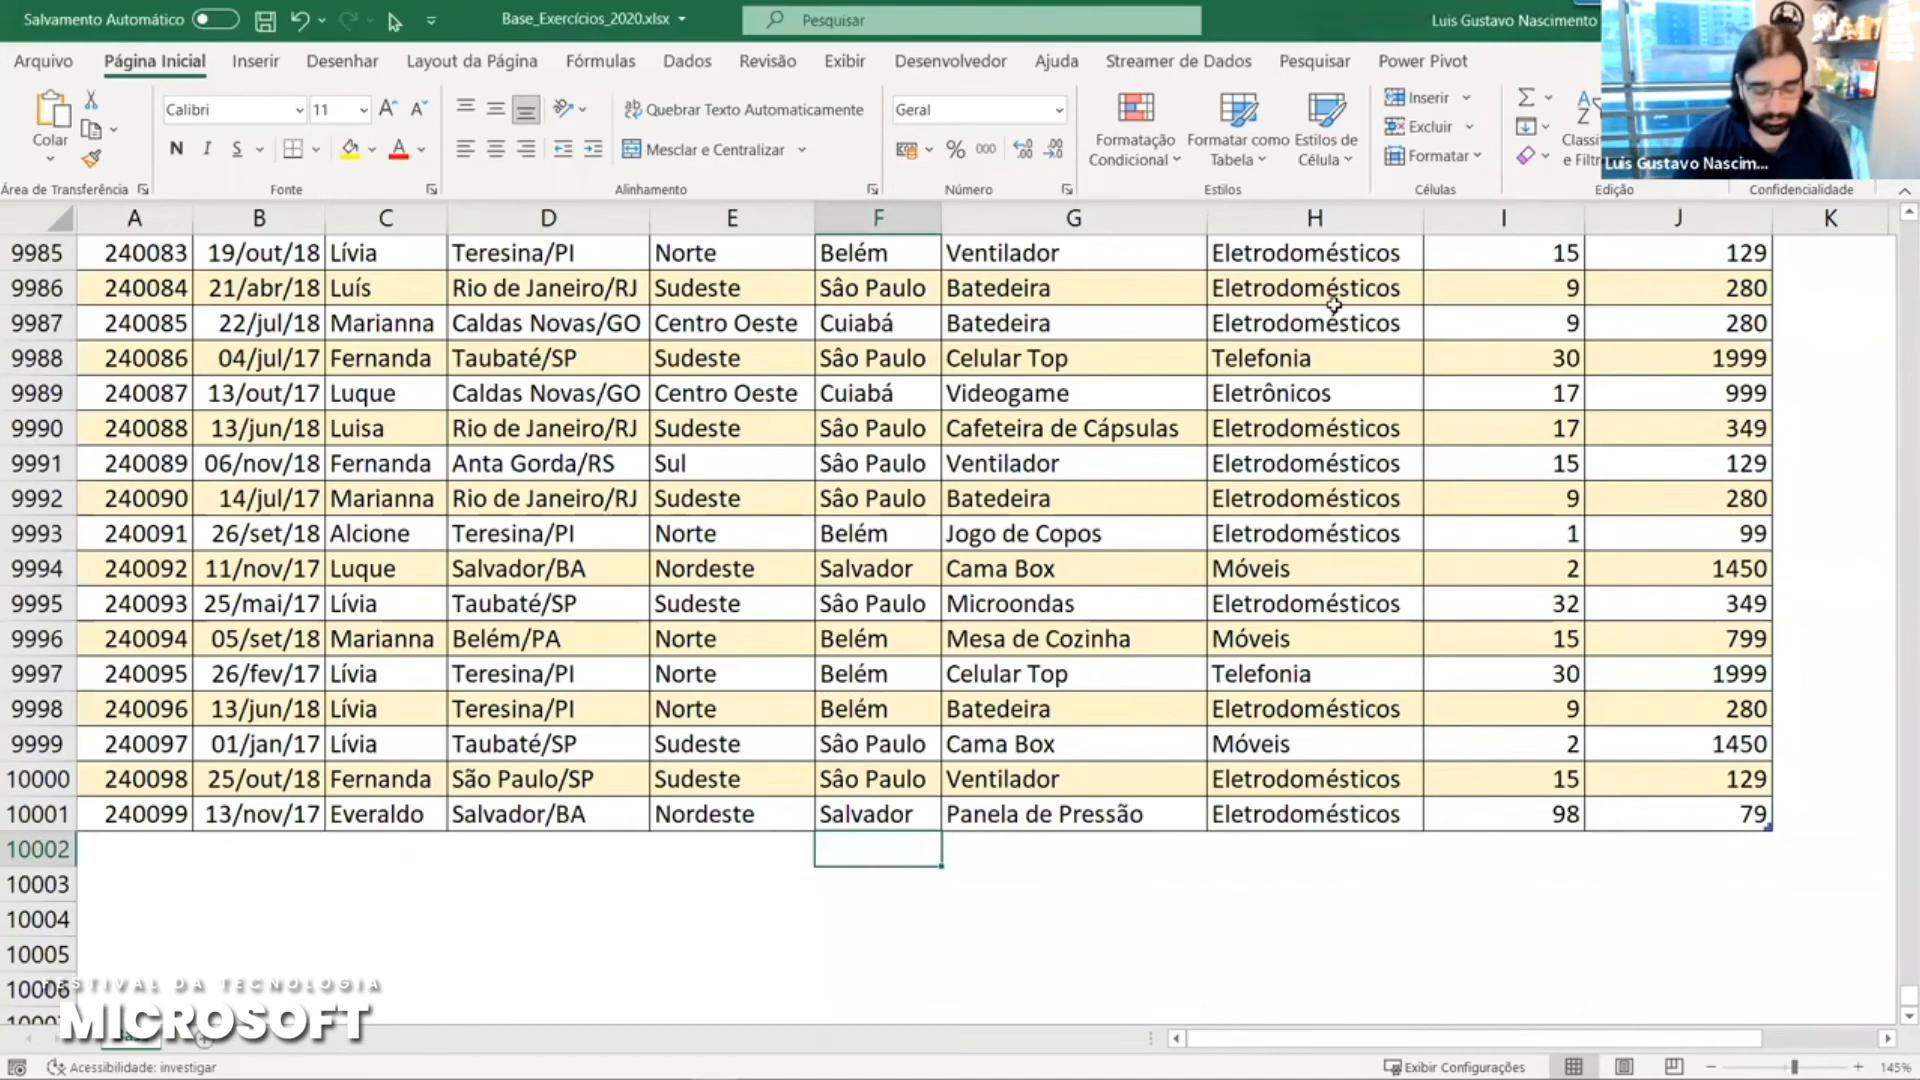 Salvamento Automático
Base_Exercícios_2020.xlsx
Pesquisar
Luis Gustavo Nascimento
Arquivo Página Inicial Inserir Desenhar Layout da Página Fórmulas Dados Revisão Exibir Desenvolvedor Ajuda Streamer de Dados Pesquisar Power Pivot
Colar
Calibri 11
N I S
Quebrar Texto Automaticamente
Mesclar e Centralizar
Geral
% 000
Formatação Condicional
Formatar como Tabela
Estilos de Célula
Inserir
Excluir
Formatar
Luis Gustavo Nascim...
Área de Transferência Fonte Alinhamento Número Estilos Células Edição Confidencialidade
A B C D E F G H I J K
9985 240083 19/out/18 Lívia Teresina/PI Norte Belém Ventilador Eletrodomésticos 15 129
9986 240084 21/abr/18 Luís Rio de Janeiro/RJ Sudeste Sâo Paulo Batedeira Eletrodomésticos 9 280
9987 240085 22/jul/18 Marianna Caldas Novas/GO Centro Oeste Cuiabá Batedeira Eletrodomésticos 9 280
9988 240086 04/jul/17 Fernanda Taubaté/SP Sudeste Sâo Paulo Celular Top Telefonia 30 1999
9989 240087 13/out/17 Luque Caldas Novas/GO Centro Oeste Cuiabá Videogame Eletrônicos 17 999
9990 240088 13/jun/18 Luisa Rio de Janeiro/RJ Sudeste Sâo Paulo Cafeteira de Cápsulas Eletrodomésticos 17 349
9991 240089 06/nov/18 Fernanda Anta Gorda/RS Sul Sâo Paulo Ventilador Eletrodomésticos 15 129
9992 240090 14/jul/17 Marianna Rio de Janeiro/RJ Sudeste Sâo Paulo Batedeira Eletrodomésticos 9 280
9993 240091 26/set/18 Alcione Teresina/PI Norte Belém Jogo de Copos Eletrodomésticos 1 99
9994 240092 11/nov/17 Luque Salvador/BA Nordeste Salvador Cama Box Móveis 2 1450
9995 240093 25/mai/17 Lívia Taubaté/SP Sudeste Sâo Paulo Microondas Eletrodomésticos 32 349
9996 240094 05/set/18 Marianna Belém/PA Norte Belém Mesa de Cozinha Móveis 15 799
9997 240095 26/fev/17 Lívia Teresina/PI Norte Belém Celular Top Telefonia 30 1999
9998 240096 13/jun/18 Lívia Teresina/PI Norte Belém Batedeira Eletrodomésticos 9 280
9999 240097 01/jan/17 Lívia Taubaté/SP Sudeste Sâo Paulo Cama Box Móveis 2 1450
10000 240098 25/out/18 Fernanda São Paulo/SP Sudeste Sâo Paulo Ventilador Eletrodomésticos 15 129
10001 240099 13/nov/17 Everaldo Salvador/BA Nordeste Salvador Panela de Pressão Eletrodomésticos 98 79
10002
10003
10004
10005
10006
FESTIVAL DA TECNOLOGIA
MICROSOFT
Acessibilidade: investigar
Exibir Configurações
145%